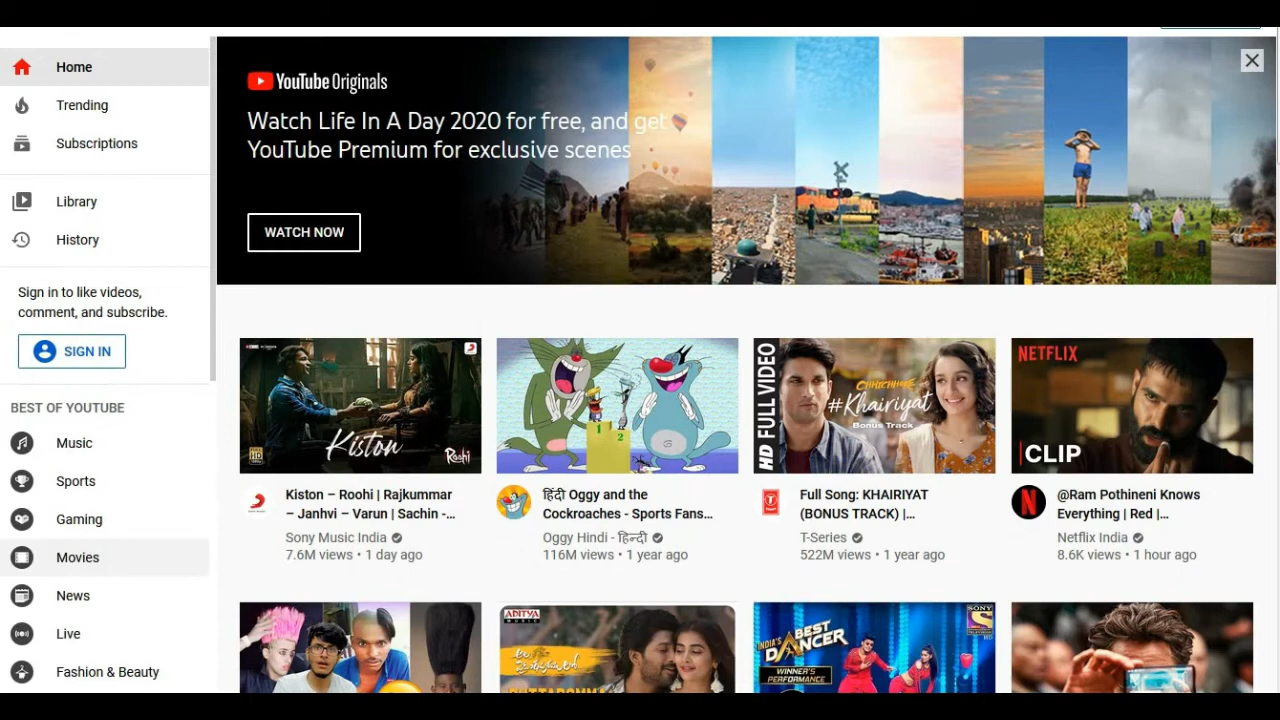 Home
Trending
Subscriptions
Library
History
Sign in to like videos,
comment, and subscribe.
SIGN IN
BEST OF YOUTUBE
Music
Sports
Gaming
Movies
News
Live
Fashion & Beauty
YouTube Originals
Watch Life In A Day 2020 for free, and get
YouTube Premium for exclusive scenes
WATCH NOW
Kiston
Roohi
1
2
HD FULL VIDEO
CHHICHHORE
#Khairiyat
Bonus Track
NETFLIX
CLIP
Kiston – Roohi | Rajkummar
– Janhvi – Varun | Sachin -...
Sony Music India
7.6M views • 1 day ago
हिंदी Oggy and the
Cockroaches - Sports Fans...
Oggy Hindi - हिन्दी
116M views • 1 year ago
Full Song: KHAIRIYAT
(BONUS TRACK) |...
T-Series
522M views • 1 year ago
@Ram Pothineni Knows
Everything | Red |...
Netflix India
8.6K views • 1 hour ago
ADITYA
MUSIC
INDIA'S BEST
DANCER
WINNER'S
PERFORMANCE
SONY